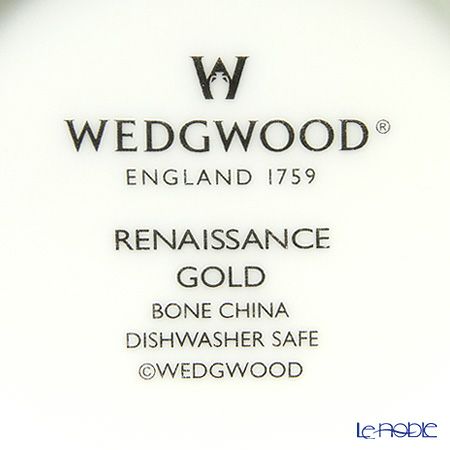 W
WEDGWOOD®
ENGLAND 1759
RENAISSANCE
GOLD
BONE CHINA
DISHWASHER SAFE
©WEDGWOOD
Le-noble